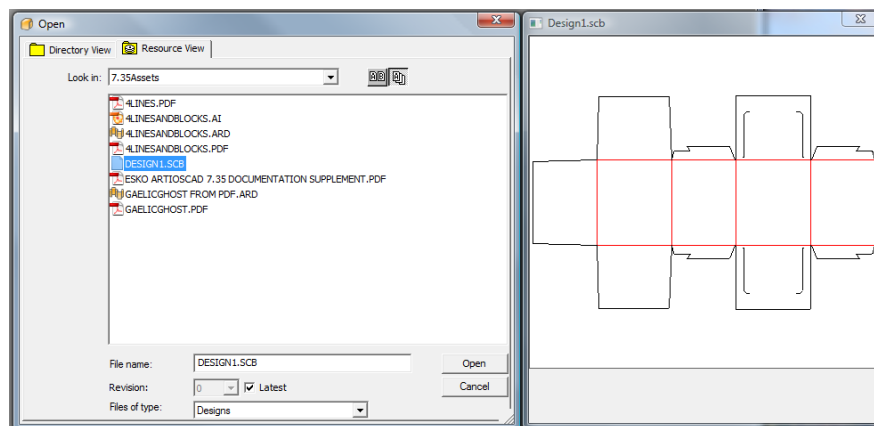 Open
Design1.scb
Directory View
Resource View
Look in:
7.35Assets
4LINES.PDF
4LINESANDBLOCKS.AI
4LINESANDBLOCKS.ARD
4LINESANDBLOCKS.PDF
DESIGN1.SCB
ESKO ARTIOSCAD 7.35 DOCUMENTATION SUPPLEMENT.PDF
GAELICGHOST FROM PDF.ARD
GAELICGHOST.PDF
File name:
DESIGN1.SCB
Open
Revision:
0
Latest
Cancel
Files of type:
Designs